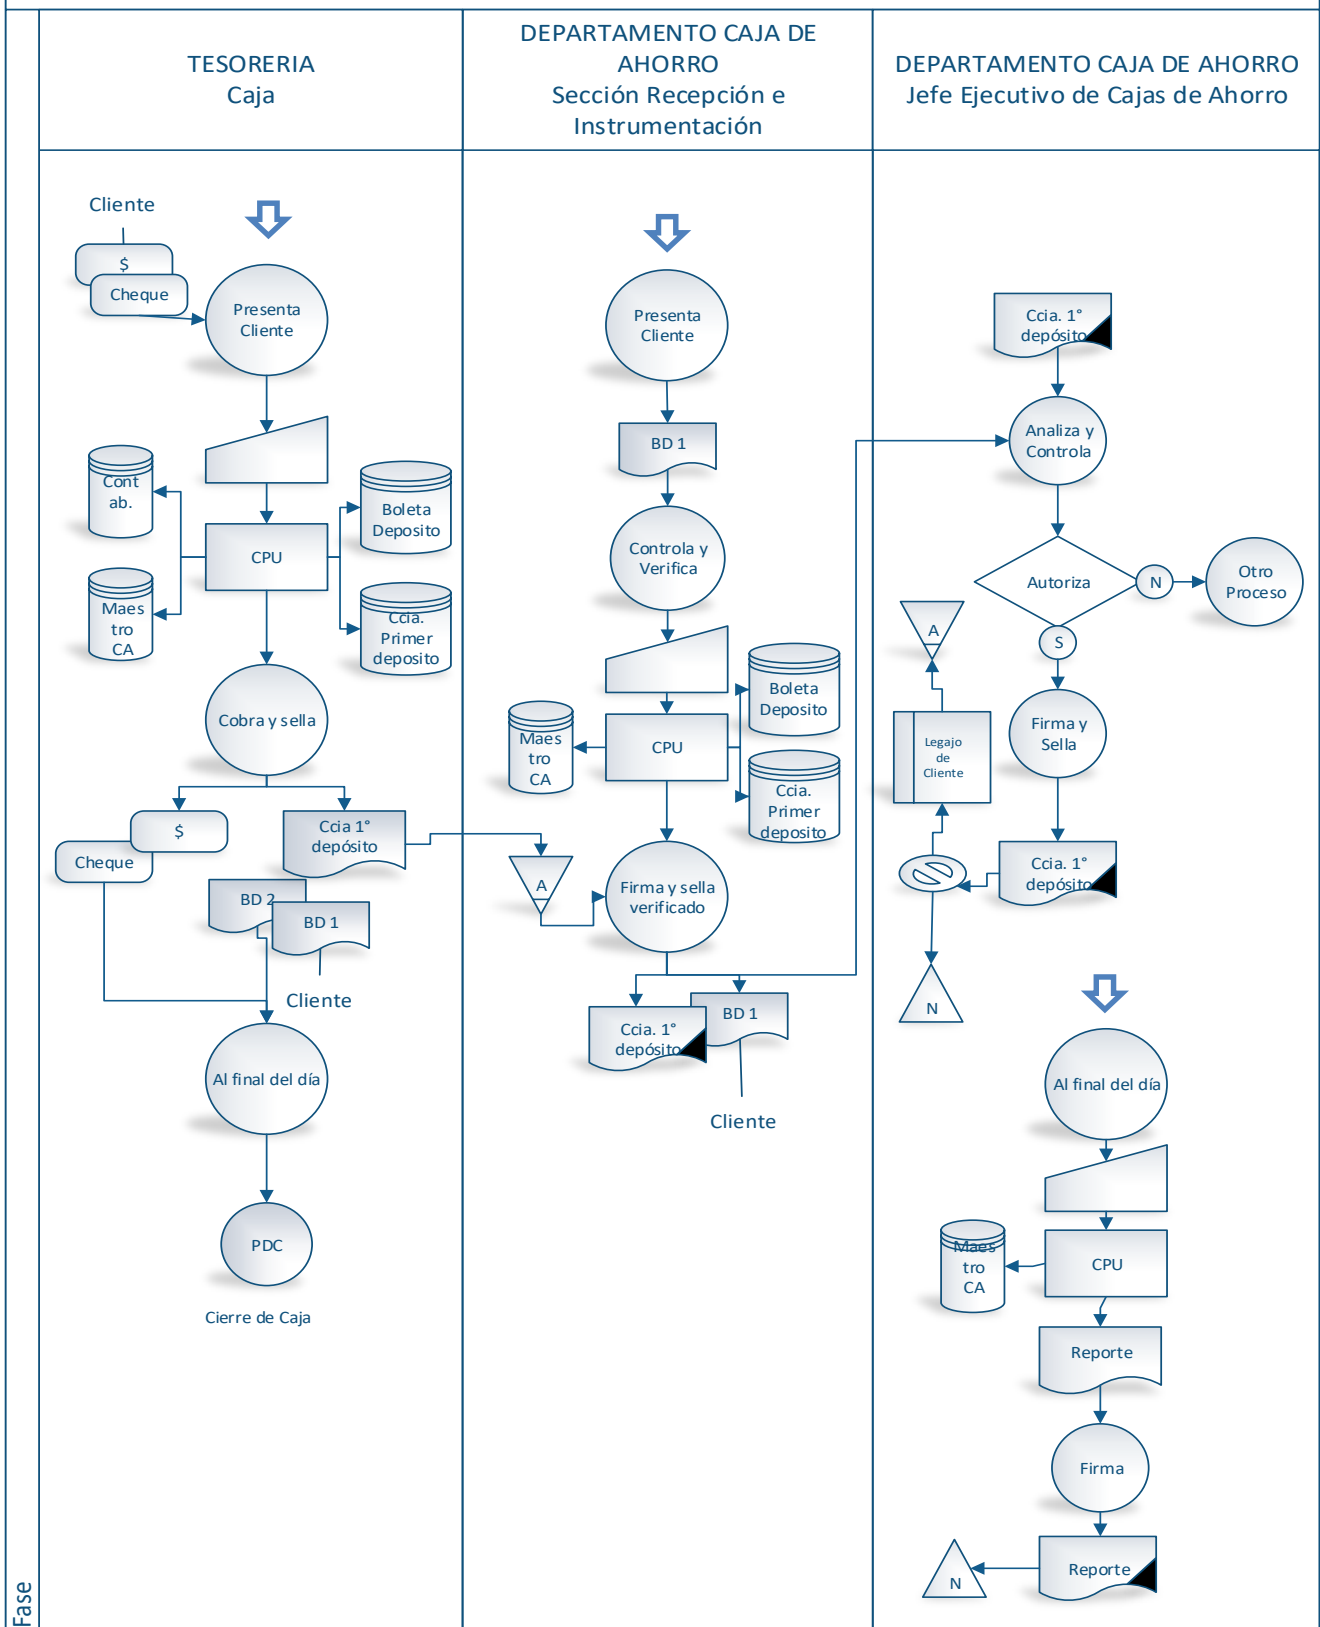 TESORERIA
Caja
DEPARTAMENTO CAJA DE
AHORRO
Sección Recepción e
Instrumentación
DEPARTAMENTO CAJA DE AHORRO
Jefe Ejecutivo de Cajas de Ahorro
Fase
Cliente
$
Cheque
Presenta
Cliente
Cont
ab.
Maes
tro
CA
CPU
Boleta
Deposito
Ccia.
Primer
deposito
Cobra y sella
$
Cheque
Ccia 1°
depósito
BD 2
BD 1
Cliente
Al final del día
PDC
Cierre de Caja
Presenta
Cliente
BD 1
Controla y
Verifica
Maes
tro
CA
CPU
Boleta
Deposito
Ccia.
Primer
deposito
A
Firma y sella
verificado
Ccia. 1°
depósito
BD 1
Cliente
Ccia. 1°
depósito
Analiza y
Controla
Autoriza
N
Otro
Proceso
S
A
Legajo
de
Cliente
Firma y
Sella
Ccia. 1°
depósito
N
Al final del día
Maes
tro
CA
CPU
Reporte
Firma
Reporte
N